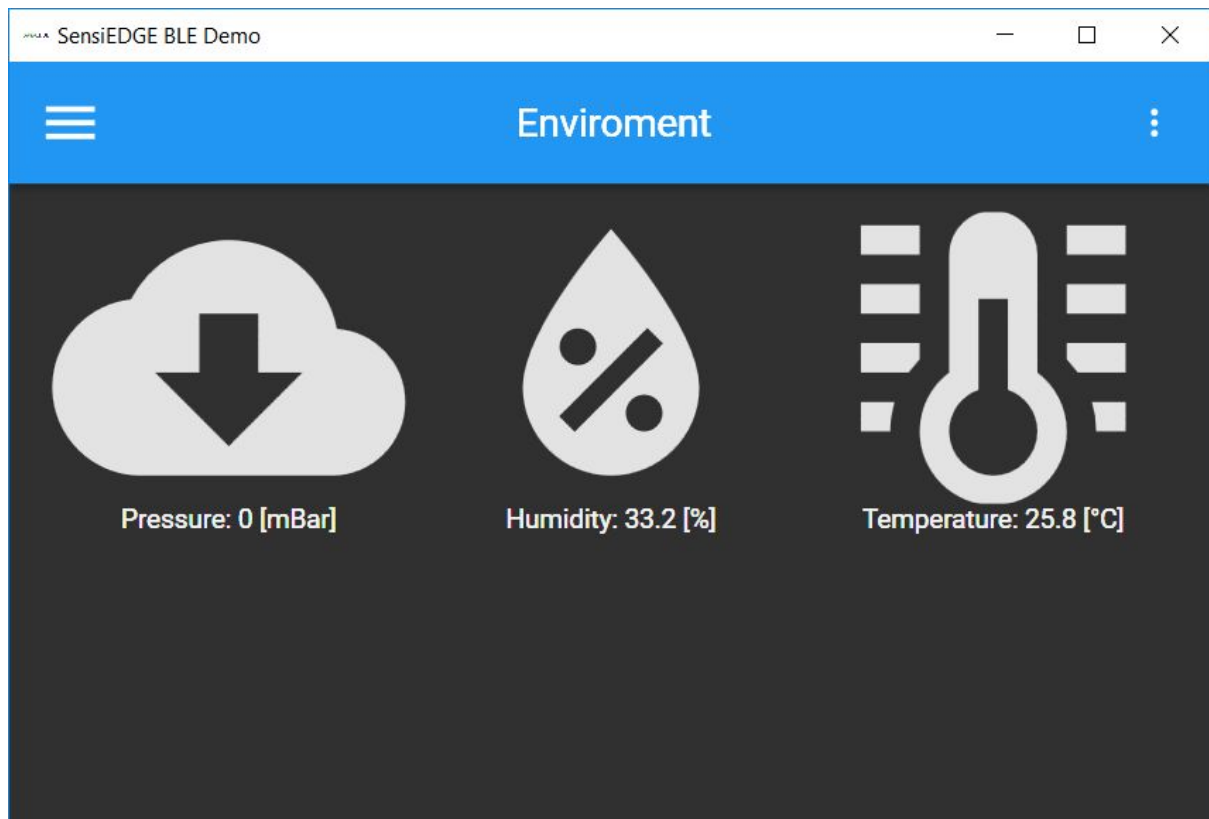 SensiEDGE BLE Demo
Enviroment
Pressure: 0 [mBar]
Humidity: 33.2 [%]
Temperature: 25.8 [°C]